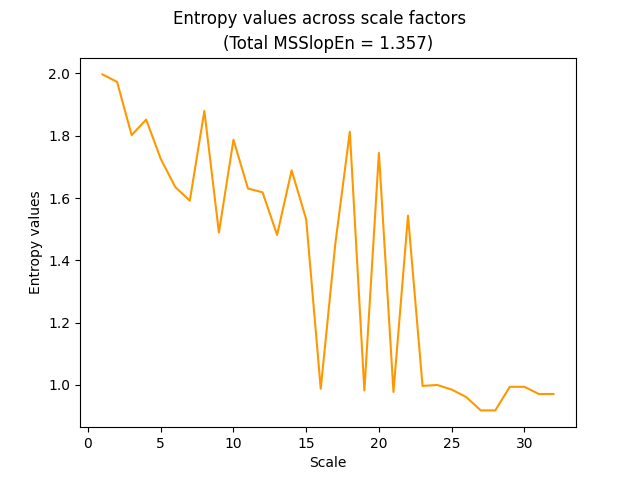 Entropy values across scale factors
(Total MSSlopEn = 1.357)
Entropy values
2.0
1.8
1.6
1.4
1.2
1.0
0 5 10 15 20 25 30
Scale